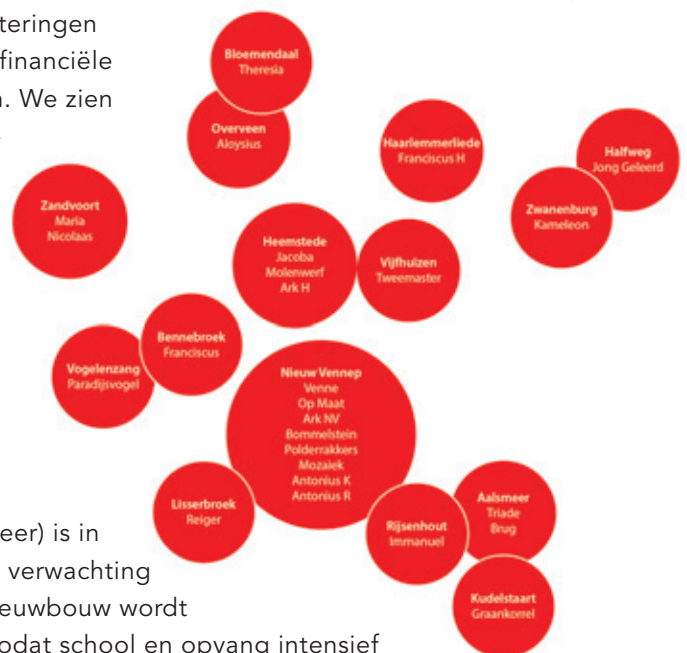 teringen
financiële
. We zien
Bloemendaal
Theresia
Overveen
Aloysius
Haarlemmerliede
Franciscus H
Halfweg
Jong Geleerd
Zwanenburg
Kameleon
Zandvoort
Maria
Nicolaas
Heemstede
Jacoba
Molenwerf
Ark H
Vijfhuizen
Tweemaster
Bennebroek
Franciscus
Vogelenzang
Paradijsvogel
Nieuw Vennep
Venne
Op Maat
Ark NV
Bommelstein
Polderrakkers
Mozaiek
Antonius K
Antonius R
Lisserbroek
Reiger
Rijsenhout
Immanuel
Aalsmeer
Triade
Brug
Kudelstaart
Graankorrel
eer) is in
verwachting
ieuwbouw wordt
odat school en opvang intensief